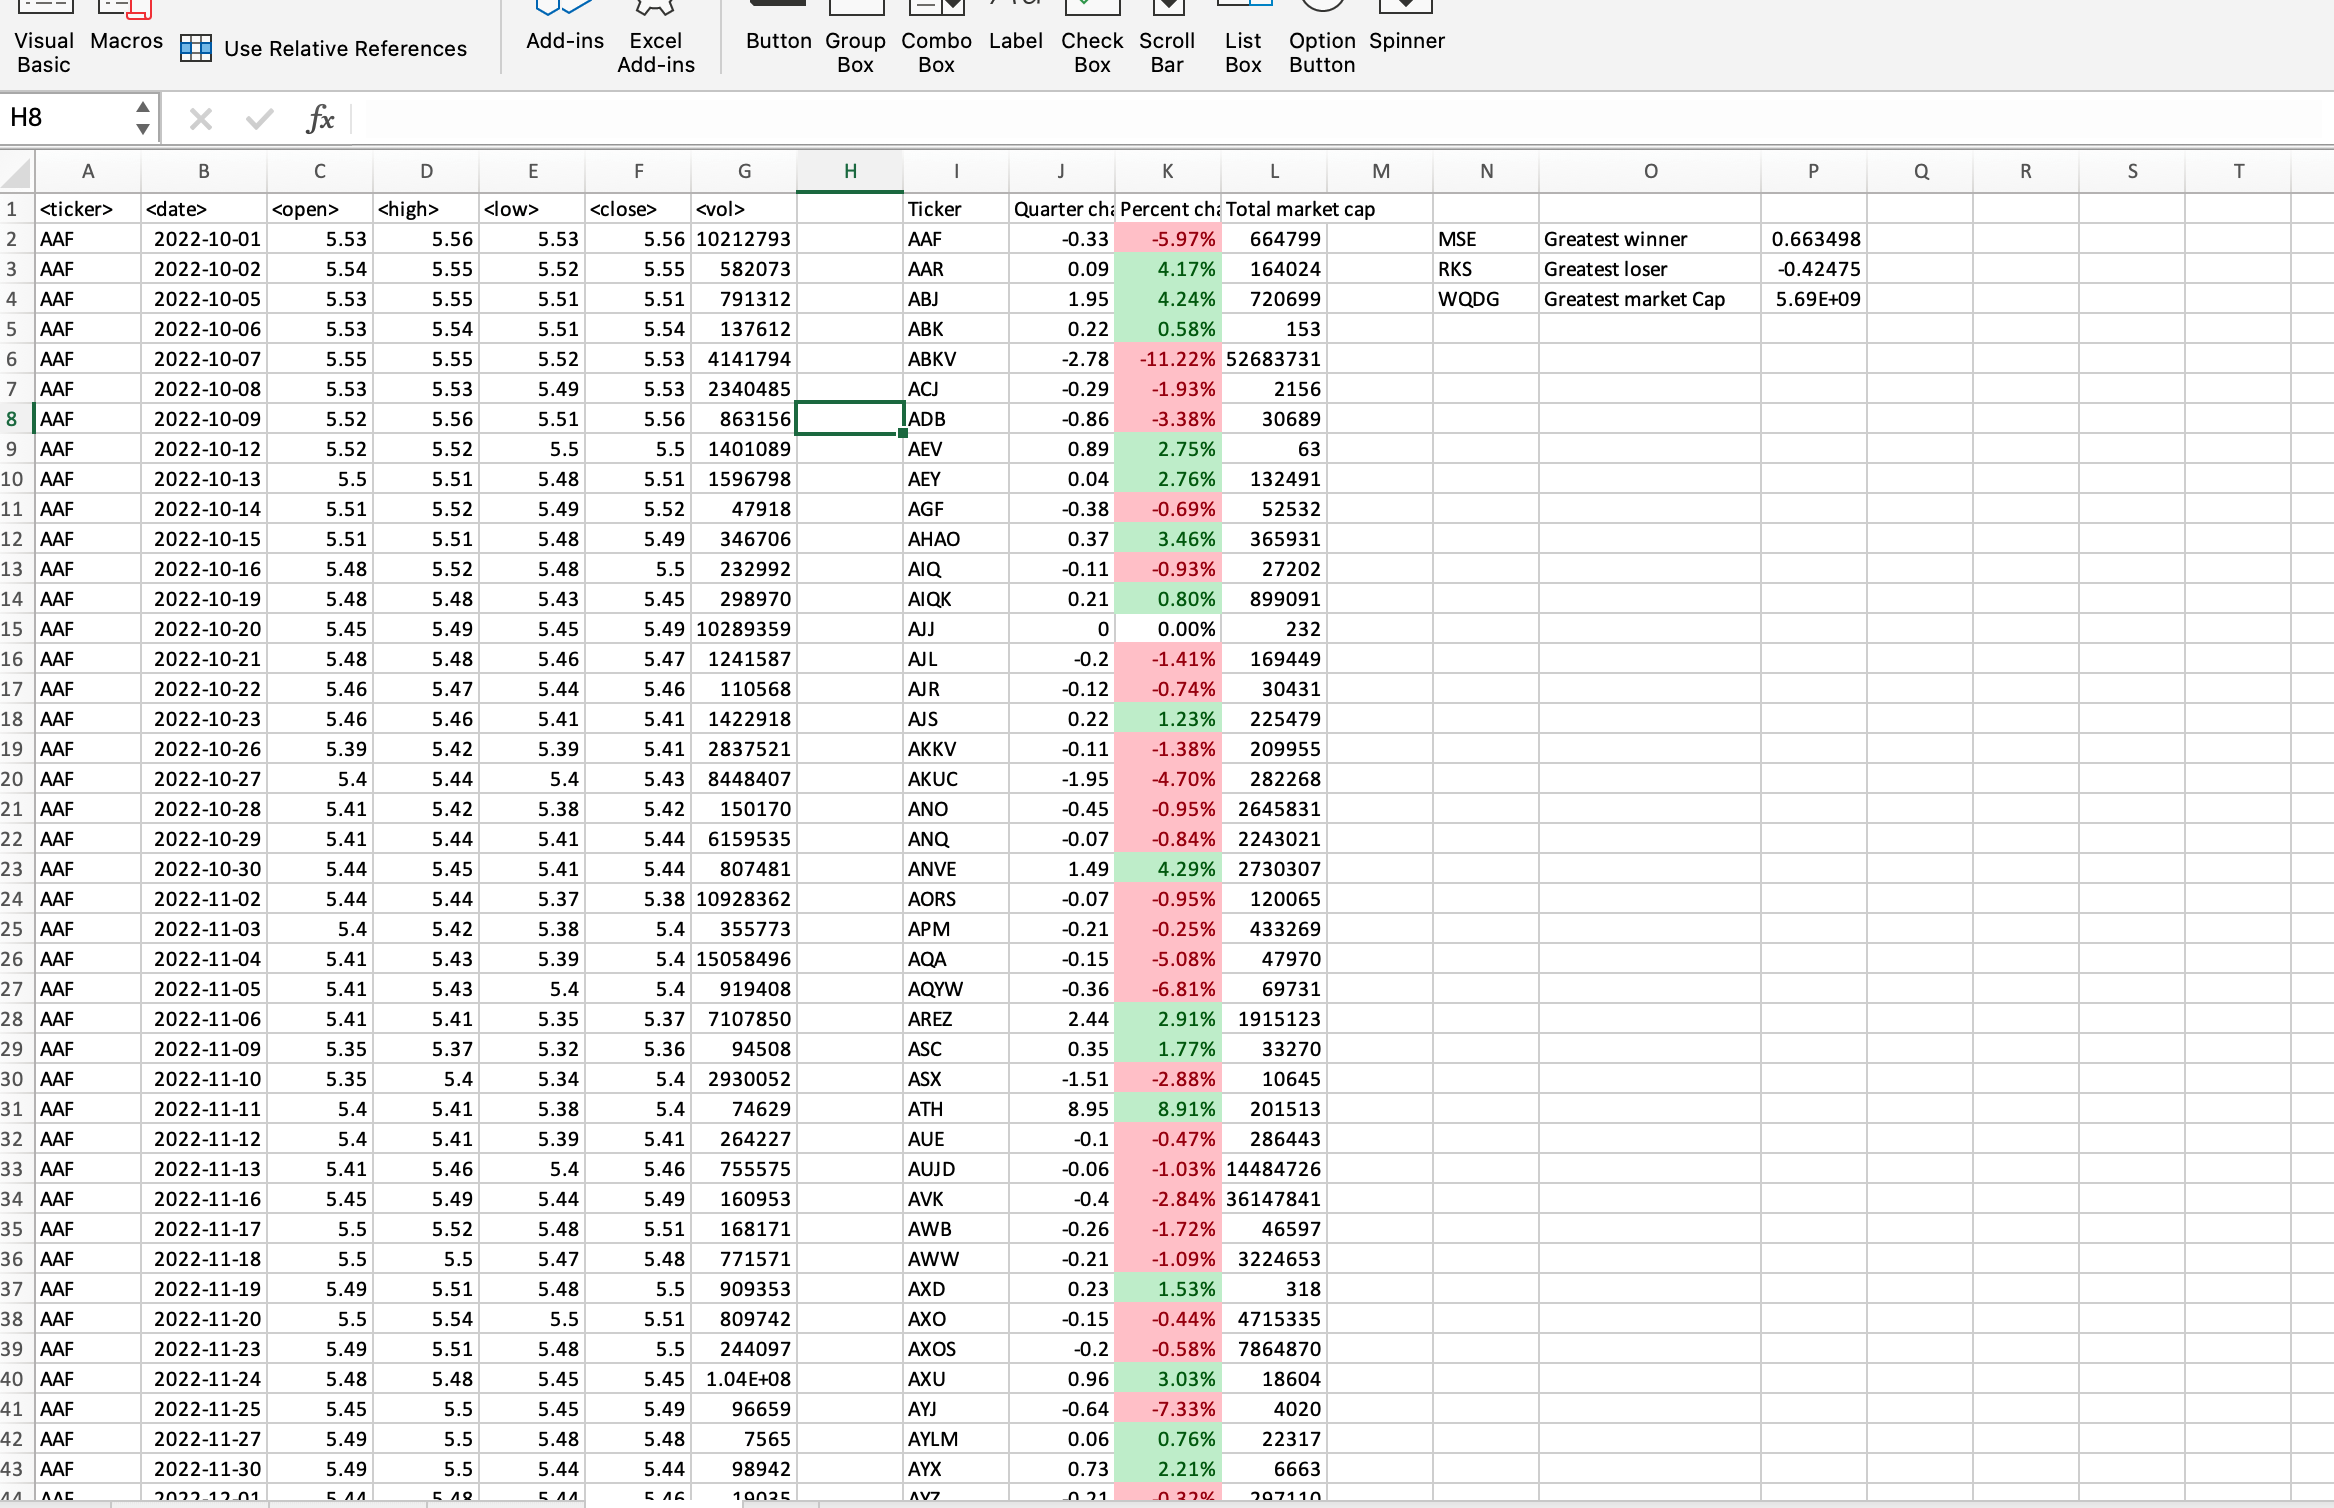 Visual Basic Macros Use Relative References Add-ins Excel Add-ins Button Group Box Combo Box Label Check Box Scroll Bar List Box Option Button Spinner
H8 fx
A B C D E F G H I J K L M N O P Q R S T
1 <ticker> <date> <open> <high> <low> <close> <vol> Ticker Quarter cha Percent cha Total market cap
2 AAF 2022-10-01 5.53 5.56 5.53 5.56 10212793 AAF -0.33 -5.97% 664799 MSE Greatest winner 0.663498
3 AAF 2022-10-02 5.54 5.55 5.52 5.55 582073 AAR 0.09 4.17% 164024 RKS Greatest loser -0.42475
4 AAF 2022-10-05 5.53 5.55 5.51 5.51 791312 ABJ 1.95 4.24% 720699 WQDG Greatest market Cap 5.69E+09
5 AAF 2022-10-06 5.53 5.54 5.51 5.54 137612 ABK 0.22 0.58% 153
6 AAF 2022-10-07 5.55 5.55 5.52 5.53 4141794 ABKV -2.78 -11.22% 52683731
7 AAF 2022-10-08 5.53 5.53 5.49 5.53 2340485 ACJ -0.29 -1.93% 2156
8 AAF 2022-10-09 5.52 5.56 5.51 5.56 863156 ADB -0.86 -3.38% 30689
9 AAF 2022-10-12 5.52 5.52 5.5 5.5 1401089 AEV 0.89 2.75% 63
10 AAF 2022-10-13 5.5 5.51 5.48 5.51 1596798 AEY 0.04 2.76% 132491
11 AAF 2022-10-14 5.51 5.52 5.49 5.52 47918 AGF -0.38 -0.69% 52532
12 AAF 2022-10-15 5.51 5.51 5.48 5.49 346706 AHAO 0.37 3.46% 365931
13 AAF 2022-10-16 5.48 5.52 5.48 5.5 232992 AIQ -0.11 -0.93% 27202
14 AAF 2022-10-19 5.48 5.48 5.43 5.45 298970 AIQK 0.21 0.80% 899091
15 AAF 2022-10-20 5.45 5.49 5.45 5.49 10289359 AJJ 0 0.00% 232
16 AAF 2022-10-21 5.48 5.48 5.46 5.47 1241587 AJL -0.2 -1.41% 169449
17 AAF 2022-10-22 5.46 5.47 5.44 5.46 110568 AJR -0.12 -0.74% 30431
18 AAF 2022-10-23 5.46 5.46 5.41 5.41 1422918 AJS 0.22 1.23% 225479
19 AAF 2022-10-26 5.39 5.42 5.39 5.41 2837521 AKKV -0.11 -1.38% 209955
20 AAF 2022-10-27 5.4 5.44 5.4 5.43 8448407 AKUC -1.95 -4.70% 282268
21 AAF 2022-10-28 5.41 5.42 5.38 5.42 150170 ANO -0.45 -0.95% 2645831
22 AAF 2022-10-29 5.41 5.44 5.41 5.44 6159535 ANQ -0.07 -0.84% 2243021
23 AAF 2022-10-30 5.44 5.45 5.41 5.44 807481 ANVE 1.49 4.29% 2730307
24 AAF 2022-11-02 5.44 5.44 5.37 5.38 10928362 AORS -0.07 -0.95% 120065
25 AAF 2022-11-03 5.4 5.42 5.38 5.4 355773 APM -0.21 -0.25% 433269
26 AAF 2022-11-04 5.41 5.43 5.39 5.4 15058496 AQA -0.15 -5.08% 47970
27 AAF 2022-11-05 5.41 5.43 5.4 5.4 919408 AQYW -0.36 -6.81% 69731
28 AAF 2022-11-06 5.41 5.41 5.35 5.37 7107850 AREZ 2.44 2.91% 1915123
29 AAF 2022-11-09 5.35 5.37 5.32 5.36 94508 ASC 0.35 1.77% 33270
30 AAF 2022-11-10 5.35 5.4 5.34 5.4 2930052 ASX -1.51 -2.88% 10645
31 AAF 2022-11-11 5.4 5.41 5.38 5.4 74629 ATH 8.95 8.91% 201513
32 AAF 2022-11-12 5.4 5.41 5.39 5.41 264227 AUE -0.1 -0.47% 286443
33 AAF 2022-11-13 5.41 5.46 5.4 5.46 755575 AUJD -0.06 -1.03% 14484726
34 AAF 2022-11-16 5.45 5.49 5.44 5.49 160953 AVK -0.4 -2.84% 36147841
35 AAF 2022-11-17 5.5 5.52 5.48 5.51 168171 AWB -0.26 -1.72% 46597
36 AAF 2022-11-18 5.5 5.5 5.47 5.48 771571 AWW -0.21 -1.09% 3224653
37 AAF 2022-11-19 5.49 5.51 5.48 5.5 909353 AXD 0.23 1.53% 318
38 AAF 2022-11-20 5.5 5.54 5.5 5.51 809742 AXO -0.15 -0.44% 4715335
39 AAF 2022-11-23 5.49 5.51 5.48 5.5 244097 AXOS -0.2 -0.58% 7864870
40 AAF 2022-11-24 5.48 5.48 5.45 5.45 1.04E+08 AXU 0.96 3.03% 18604
41 AAF 2022-11-25 5.45 5.5 5.45 5.49 96659 AYJ -0.64 -7.33% 4020
42 AAF 2022-11-27 5.49 5.5 5.48 5.48 7565 AYLM 0.06 0.76% 22317
43 AAF 2022-11-30 5.49 5.5 5.44 5.44 98942 AYX 0.73 2.21% 6663
44 AAF 2022-12-01 5.44 5.48 5.44 5.46 19035 AYZ -0.21 -0.32% 297110